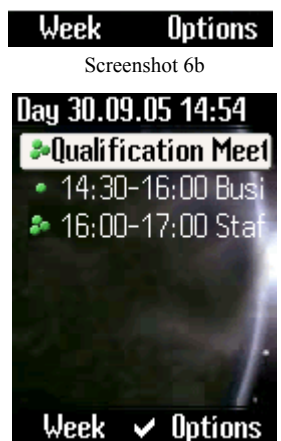 Week Options
Screenshot 6b
Day 30.09.05 14:54
Qualification Meet
14:30-16:00 Busi
16:00-17:00 Staf
Week Options